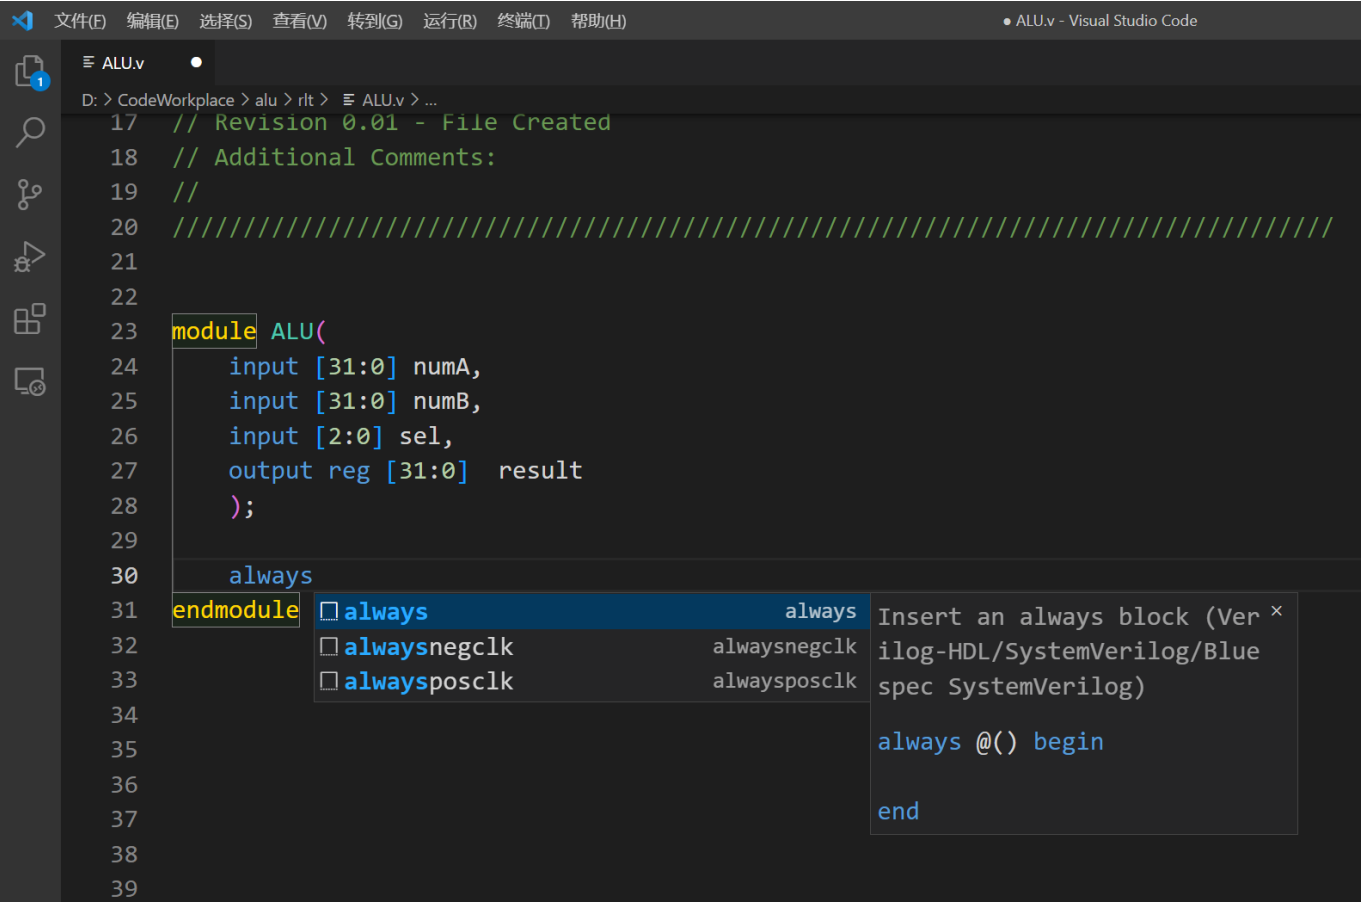 文件(F) 编辑(E) 选择(S) 查看(V) 转到(G) 运行(R) 终端(T) 帮助(H) ● ALU.v - Visual Studio Code
1
ALU.v ●
D: > CodeWorkplace > alu > rlt > ALU.v > ...
17 // Revision 0.01 - File Created
18 // Additional Comments:
19 //
20 //////////////////////////////////////////////////////////////////////////////////
21
22
23 module ALU(
24 input [31:0] numA,
25 input [31:0] numB,
26 input [2:0] sel,
27 output reg [31:0]  result
28 );
29
30 always
31 endmodule
always always
alwaysnegclk alwaysnegclk
alwaysposclk alwaysposclk
Insert an always block (Ver ×
ilog-HDL/SystemVerilog/Blue
spec SystemVerilog)
always @() begin
end
32
33
34
35
36
37
38
39